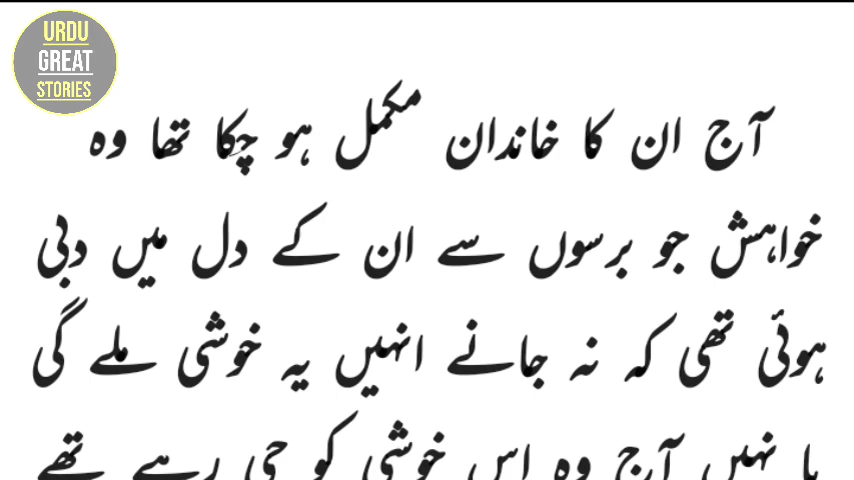 URDU
GREAT
STORIES
آج ان کا خاندان مکمل ہو چکا تھا وہ
خواہش جو برسوں سے ان کے دل میں دبی
ہوئی تھی کہ نہ جانے انہیں یہ خوشی ملے گی
یا نہیں آج وہ اس خوشی کو جی رہے تھے